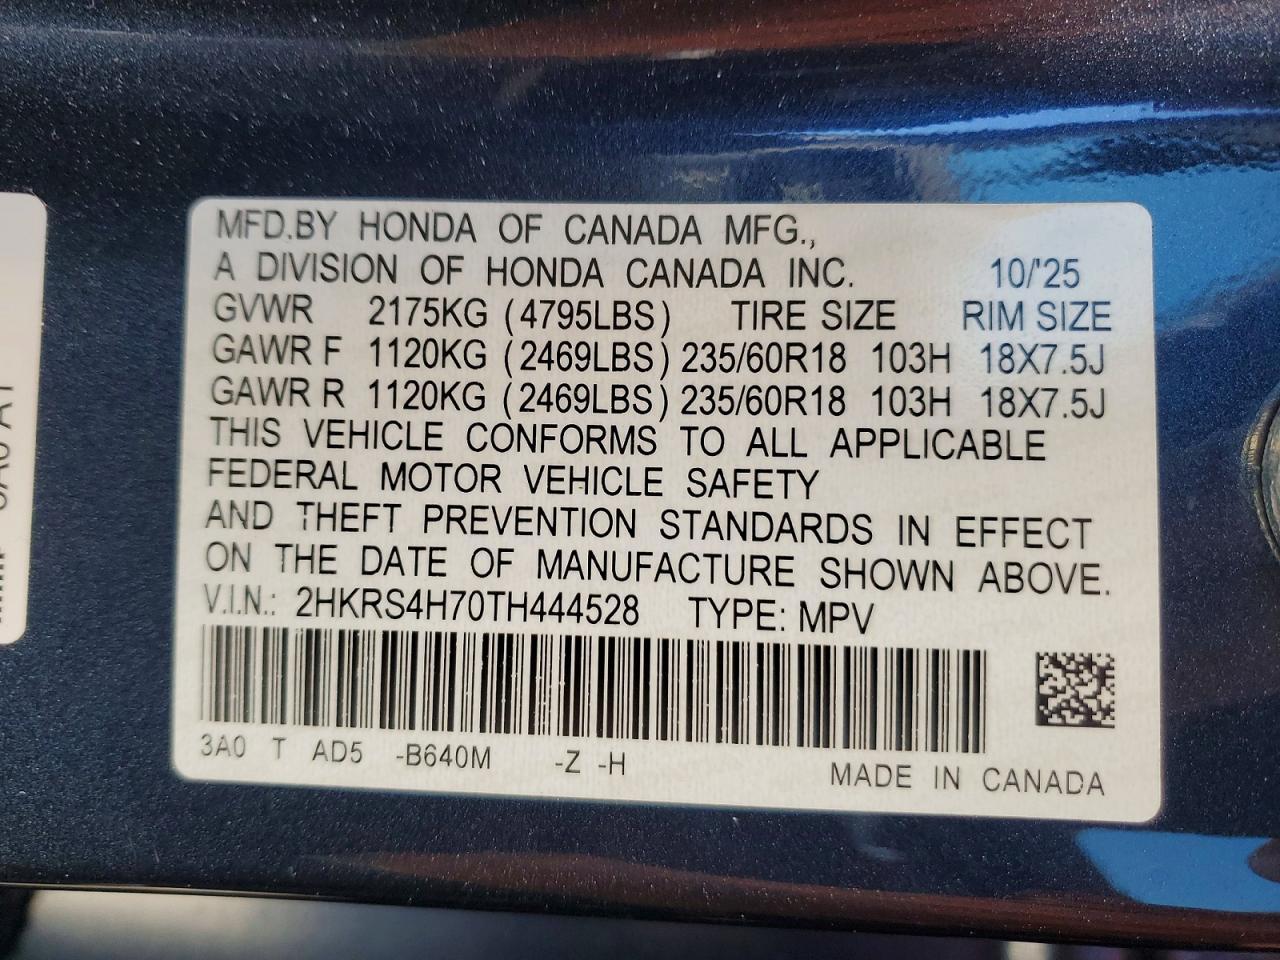 MFD.BY HONDA OF CANADA MFG.,
A DIVISION OF HONDA CANADA INC. 10/'25
GVWR 2175KG (4795LBS) TIRE SIZE RIM SIZE
GAWR F 1120KG (2469LBS) 235/60R18 103H 18X7.5J
GAWR R 1120KG (2469LBS) 235/60R18 103H 18X7.5J
THIS VEHICLE CONFORMS TO ALL APPLICABLE
FEDERAL MOTOR VEHICLE SAFETY
AND THEFT PREVENTION STANDARDS IN EFFECT
ON THE DATE OF MANUFACTURE SHOWN ABOVE.
V.I.N.: 2HKRS4H70TH444528 TYPE: MPV
3A0 T AD5 -B640M -Z -H
MADE IN CANADA